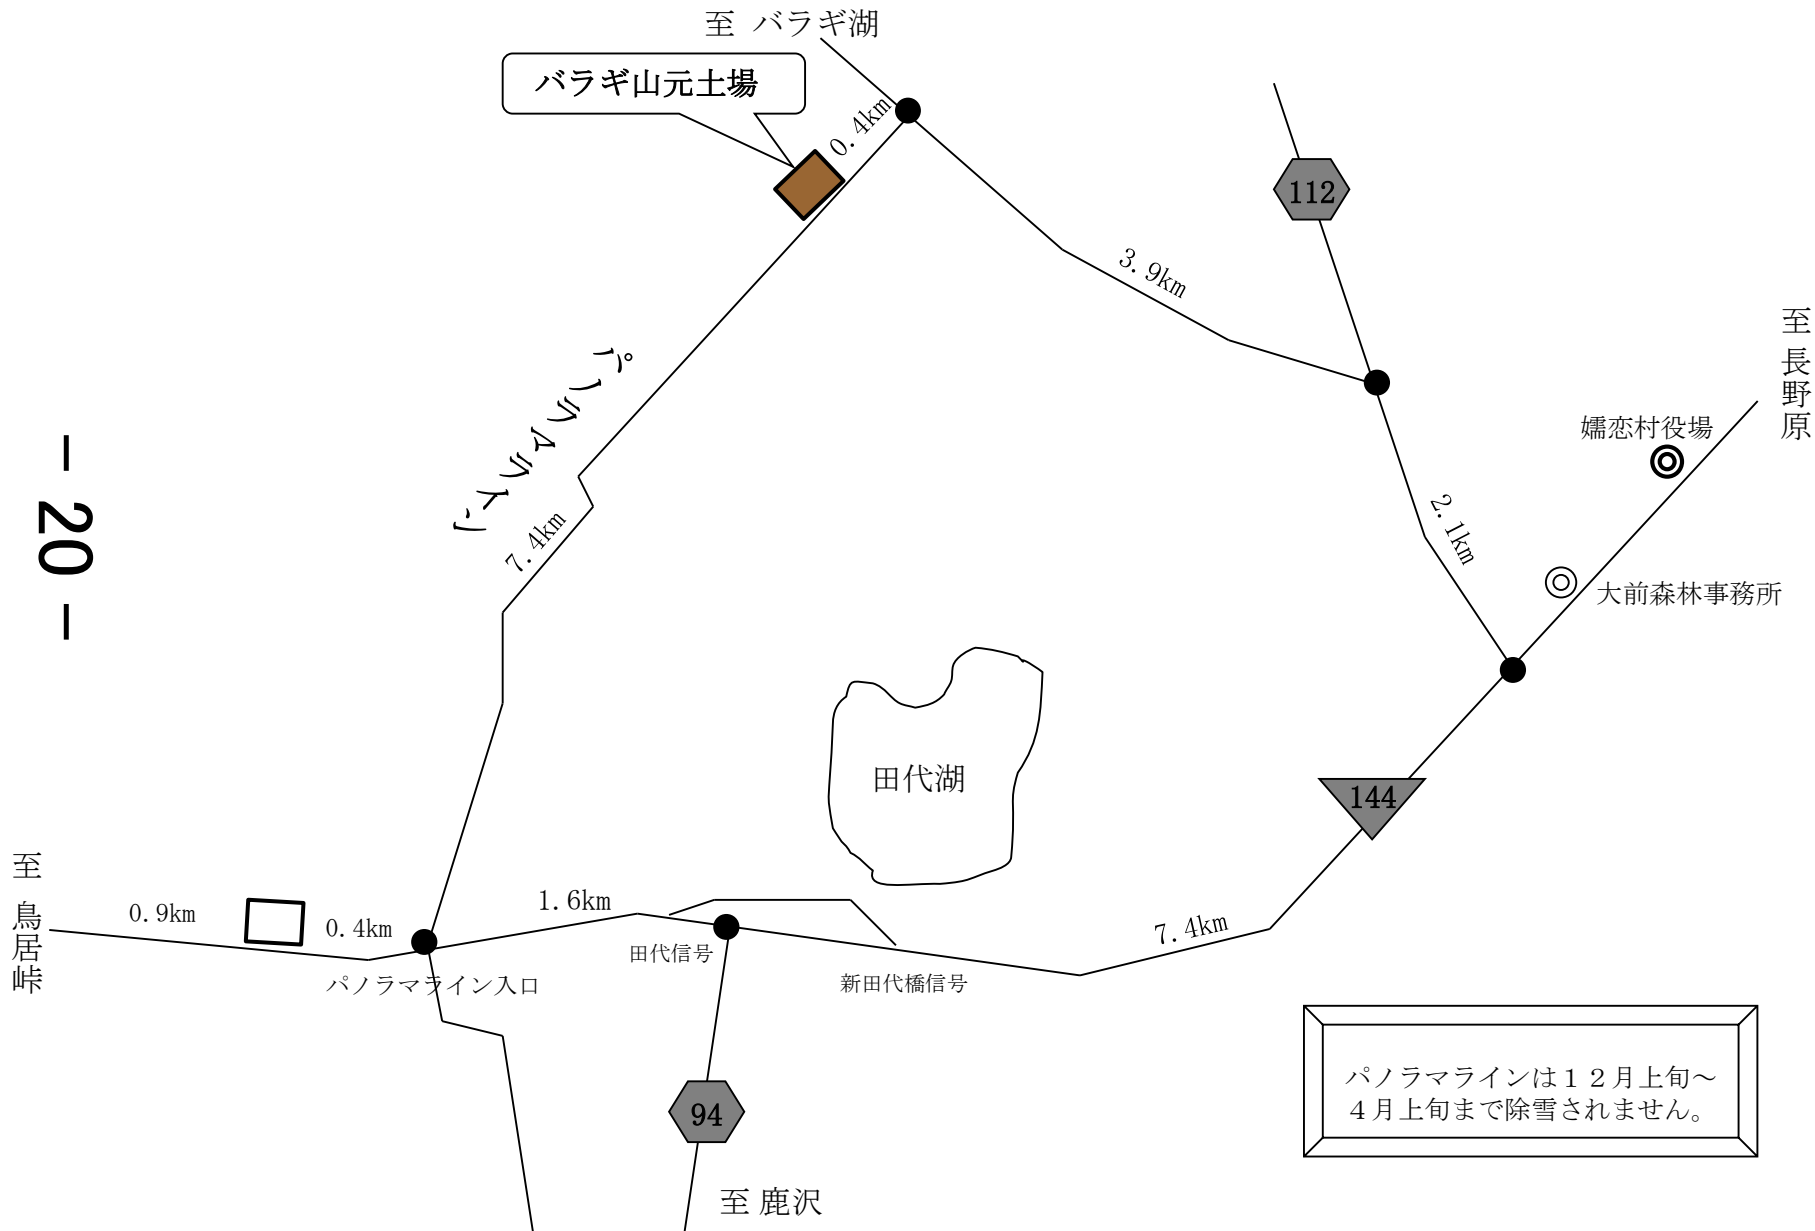 至 バラギ湖
バラギ山元土場
0.4km
112
3.9km
至 長野原
パノラマライン
嬬恋村役場
－ 20 －
7.4km
2.1km
大前森林事務所
田代湖
144
至 鳥居峠
0.9km
0.4km
1.6km
7.4km
田代信号
新田代橋信号
パノラマライン入口
パノラマラインは１２月上旬～
４月上旬まで除雪されません。
94
至 鹿沢